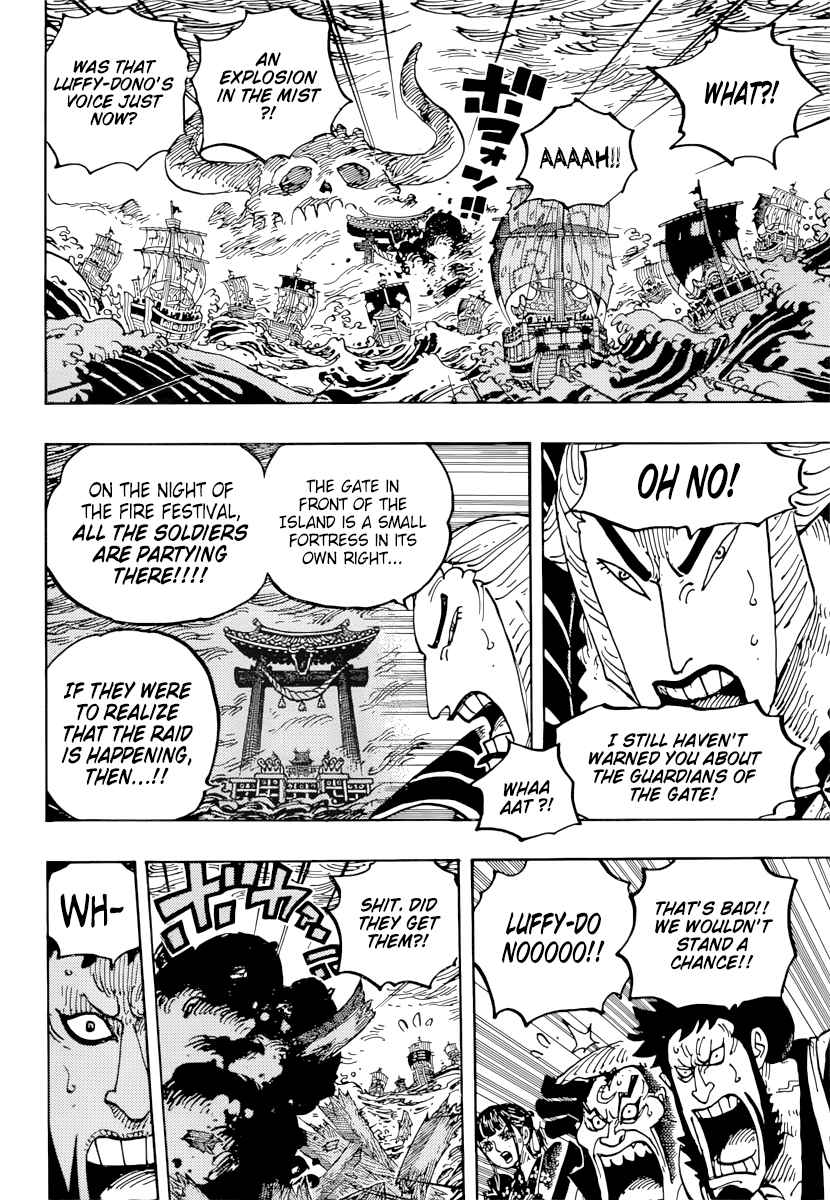 WHAT?!
AAAAH!!
ボコォン!!
AN
EXPLOSION
IN THE MIST
?!
WAS THAT
LUFFY-DONO'S
VOICE JUST
NOW?
OH NO!
I STILL HAVEN'T
WARNED YOU ABOUT
THE GUARDIANS OF
THE GATE!
WHAA
AAT ?!
THE GATE IN
FRONT OF THE
ISLAND IS A SMALL
FORTRESS IN ITS
OWN RIGHT...
ON THE NIGHT OF
THE FIRE FESTIVAL,
ALL THE SOLDIERS
ARE PARTYING
THERE!!!!
IF THEY WERE
TO REALIZE
THAT THE RAID
IS HAPPENING,
THEN...!!
THAT'S BAD!!
WE WOULDN'T
STAND A
CHANCE!!
LUFFY-DO
NOOOOO!!
SHIT. DID
THEY GET
THEM?!
WH-